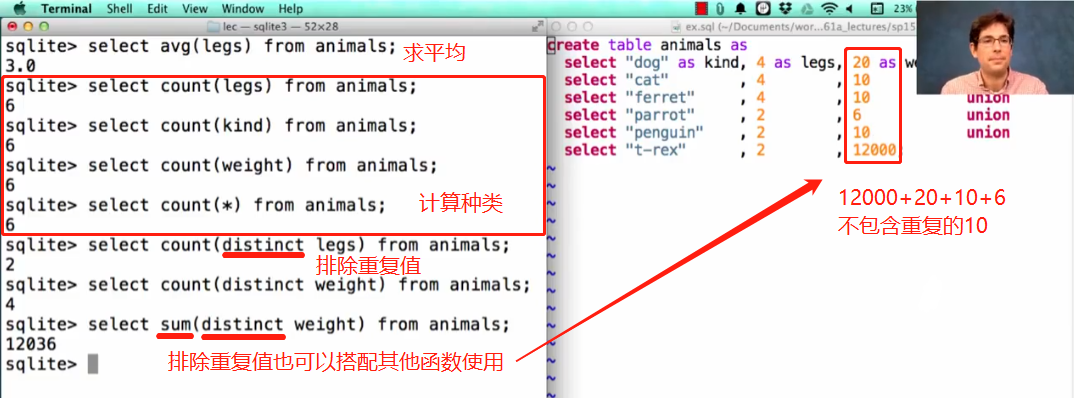 Terminal Shell Edit View Window Help 23%
lec — sqlite3 — 52×28
sqlite> select avg(legs) from animals;
求平均
3.0
sqlite> select count(legs) from animals;
6
sqlite> select count(kind) from animals;
6
sqlite> select count(weight) from animals;
6
sqlite> select count(*) from animals;
计算种类
6
sqlite> select count(distinct legs) from animals;
2
排除重复值
sqlite> select count(distinct weight) from animals;
4
sqlite> select sum(distinct weight) from animals;
12036
排除重复值也可以搭配其他函数使用
sqlite>
ex.sql (~/Documents/wor...61a_lectures/sp15
create table animals as
select "dog" as kind, 4 as legs, 20 as we
select "cat" , 4 , 10
select "ferret" , 4 , 10 union
select "parrot" , 2 , 6 union
select "penguin" , 2 , 10 union
select "t-rex" , 2 , 12000;
~
~
~
~
~
~
~
~
~
~
~
~
12000+20+10+6
不包含重复的10